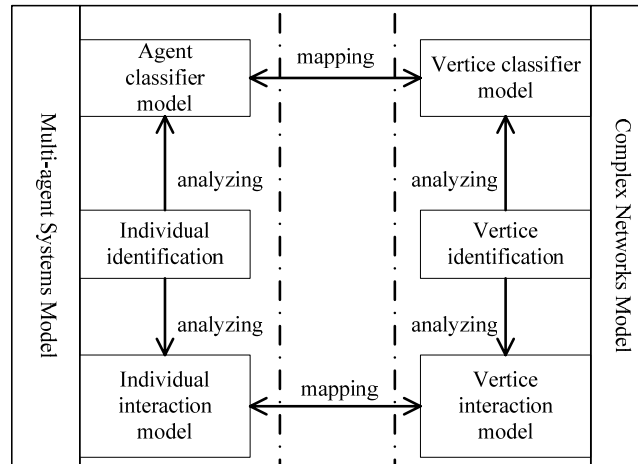 Multi-agent Systems Model
Agent
classifier
model
mapping
Vertice classifier
model
analyzing
analyzing
Individual
identification
Vertice
identification
analyzing
analyzing
Individual
interaction
model
mapping
Vertice
interaction
model
Complex Networks Model